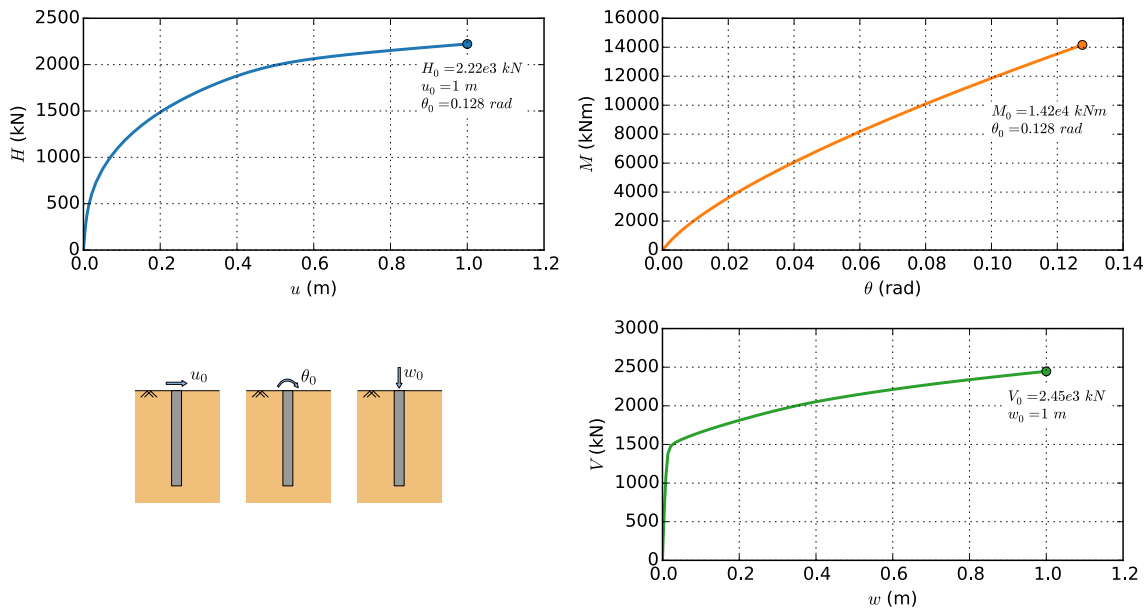 2500
2000
1500
1000
500
0
H (kN)
H₀=2.22e3 kN
u₀=1 m
θ₀=0.128 rad
0.0 0.2 0.4 0.6 0.8 1.0 1.2
u (m)
16000
14000
12000
10000
8000
6000
4000
2000
0
M (kNm)
M₀=1.42e4 kNm
θ₀=0.128 rad
0.00 0.02 0.04 0.06 0.08 0.10 0.12 0.14
θ (rad)
u₀ θ₀ w₀
3000
2500
2000
1500
1000
500
0
V (kN)
V₀=2.45e3 kN
w₀=1 m
0.0 0.2 0.4 0.6 0.8 1.0 1.2
w (m)